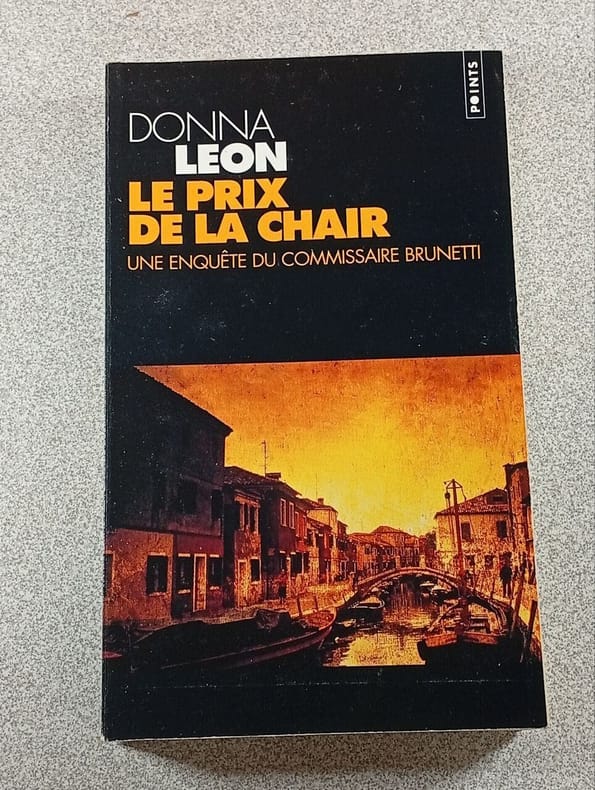 POINTS
DONNA
LEON
LE PRIX
DE LA CHAIR
UNE ENQUÊTE DU COMMISSAIRE BRUNETTI